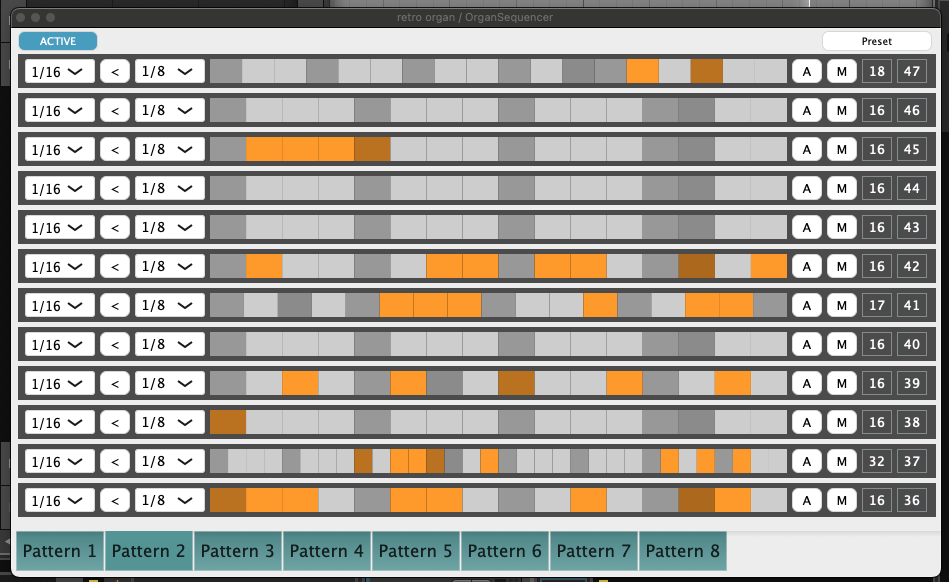 retro organ / OrganSequencer
ACTIVE Preset
1/16 < 1/8 A M 18 47
1/16 < 1/8 A M 16 46
1/16 < 1/8 A M 16 45
1/16 < 1/8 A M 16 44
1/16 < 1/8 A M 16 43
1/16 < 1/8 A M 16 42
1/16 < 1/8 A M 17 41
1/16 < 1/8 A M 16 40
1/16 < 1/8 A M 16 39
1/16 < 1/8 A M 16 38
1/16 < 1/8 A M 32 37
1/16 < 1/8 A M 16 36
Pattern 1 Pattern 2 Pattern 3 Pattern 4 Pattern 5 Pattern 6 Pattern 7 Pattern 8